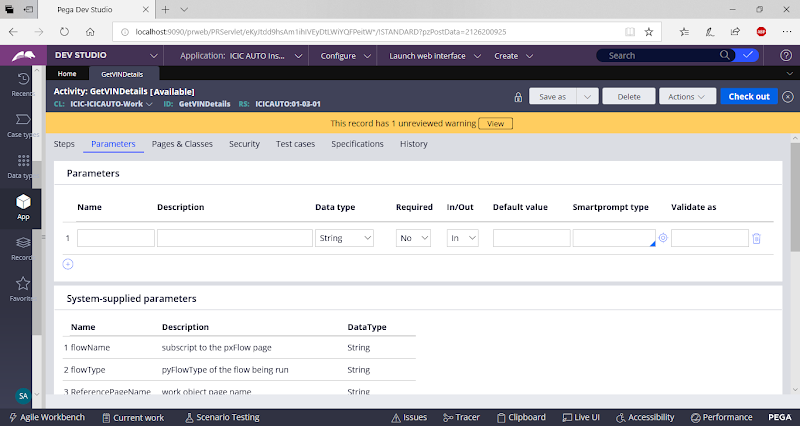 Pega Dev Studio
localhost:9090/prweb/PRServlet/eKyJtdd9hsAm1ihlVEyDtLWiYQFPeitW*/!STANDARD?pzPostData=2126200925
DEV STUDIO Application: ICIC AUTO Ins... Configure Launch web interface Create Search
Home GetVINDetails
Activity: GetVINDetails [Available]
CL: ICIC-ICICAUTO-Work ID: GetVINDetails RS: ICICAUTO:01-03-01
Save as Delete Actions Check out
This record has 1 unreviewed warning View
Steps Parameters Pages & Classes Security Test cases Specifications History
Parameters
Name Description Data type Required In/Out Default value Smartprompt type Validate as
1 String No In
System-supplied parameters
Name Description DataType
1 flowName subscript to the pxFlow page String
2 flowType pyFlowType of the flow being run String
3 ReferencePageName work object page name String
Recent
Case types
Data types
App
Records
Favorites
SA
Agile Workbench Current work Scenario Testing Issues Tracer Clipboard Live UI Accessibility Performance PEGA